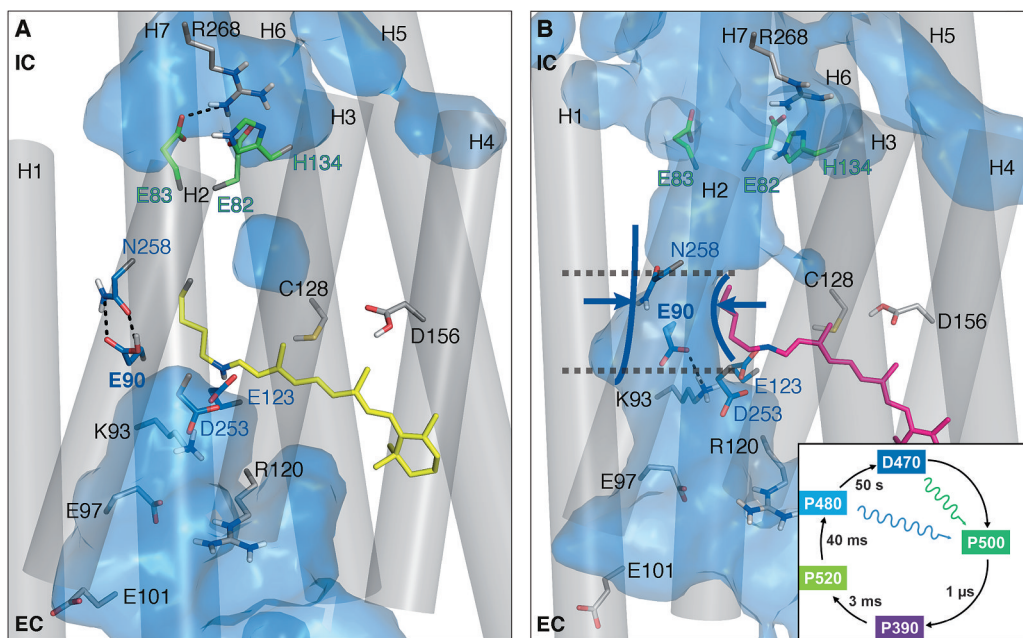 A
IC
H7
R268
H6
H5
H3
H4
H1
E83
H2
E82
H134
N258
C128
D156
E90
E123
K93
D253
R120
E97
E101
EC
B
IC
H7
R268
H5
H6
H1
H3
H4
E83
E82
H134
H2
N258
C128
E90
D156
E123
K93
D253
R120
E97
E101
EC
D470
50 s
P480
40 ms
P500
P520
3 ms
1 µs
P390